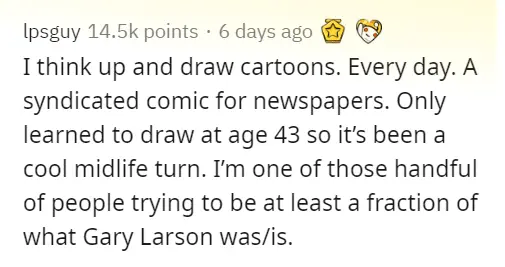 lpsguy 14.5k points · 6 days ago
I think up and draw cartoons. Every day. A
syndicated comic for newspapers. Only
learned to draw at age 43 so it’s been a
cool midlife turn. I’m one of those handful
of people trying to be at least a fraction of
what Gary Larson was/is.